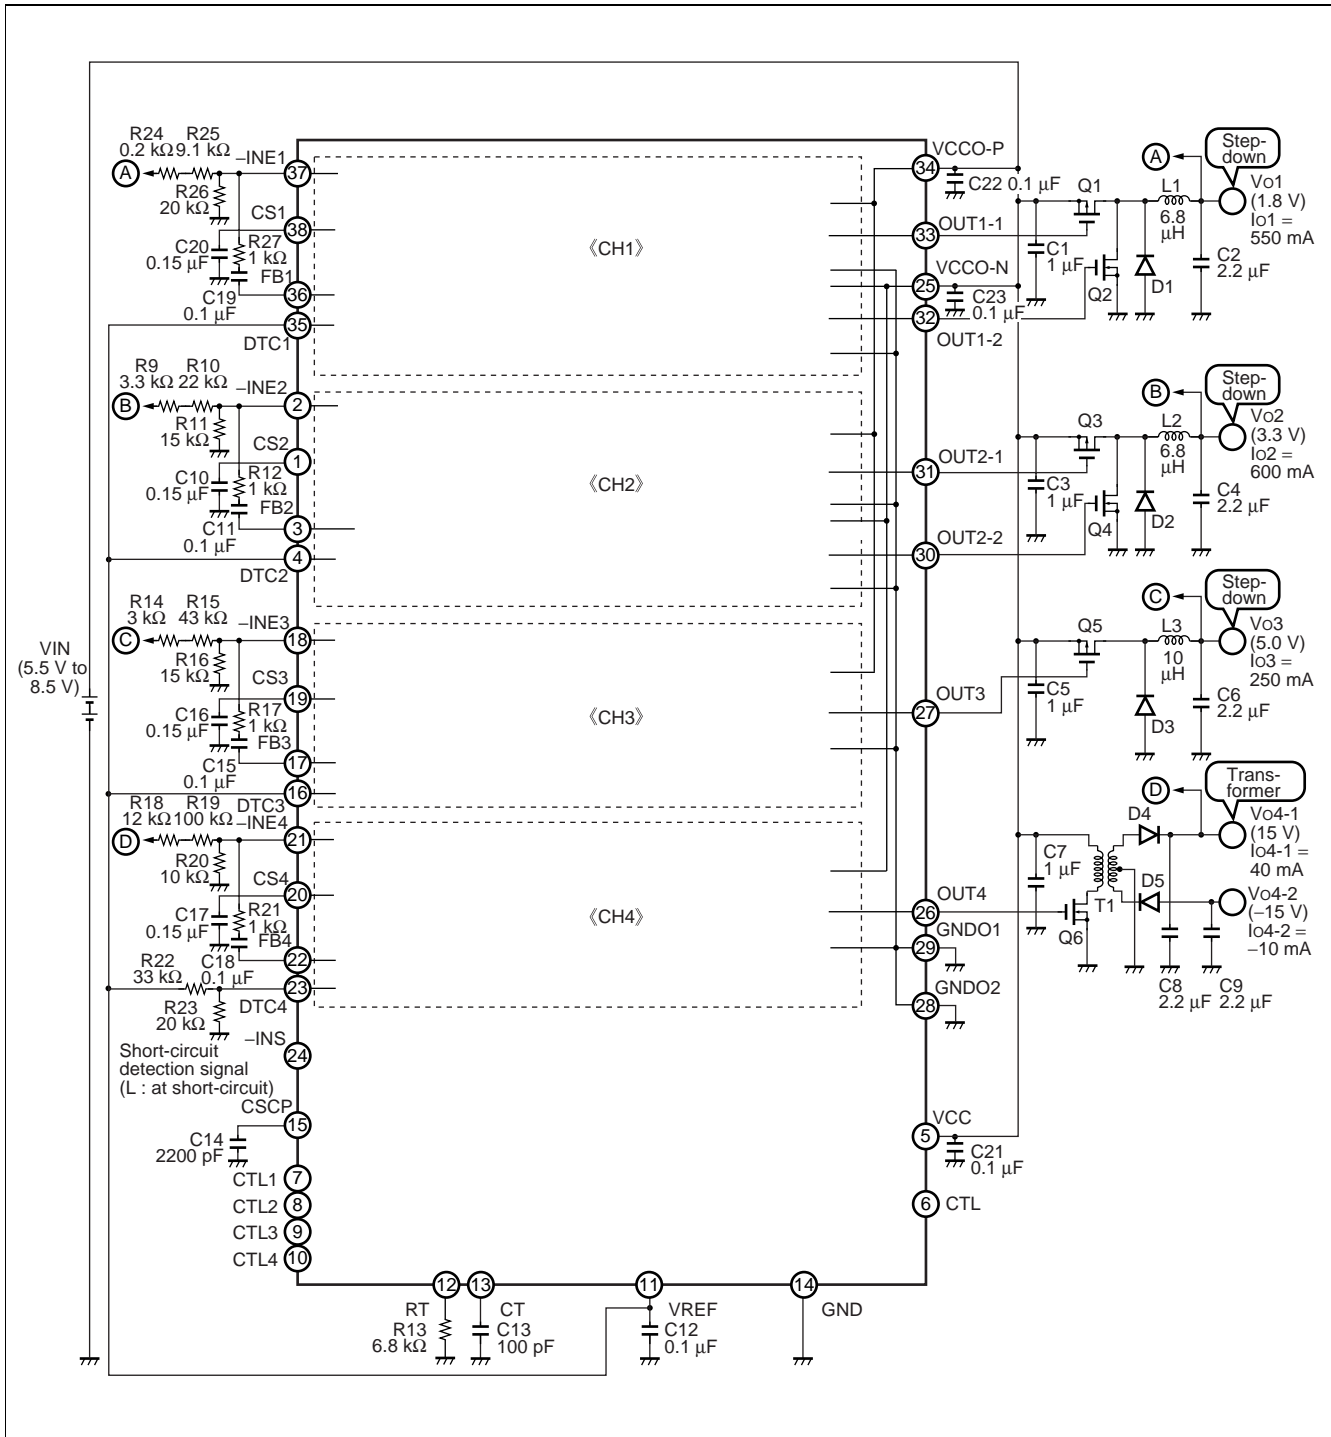 R24 R25
0.2 kΩ 9.1 kΩ
A
–INE1
37
R26
20 kΩ
CS1
38
C20
0.15 μF
R27
1 kΩ
FB1
36
C19
0.1 μF
35
DTC1
R9 R10
3.3 kΩ 22 kΩ
B
–INE2
2
R11
15 kΩ
CS2
1
C10
0.15 μF
R12
1 kΩ
FB2
3
C11
0.1 μF
4
DTC2
R14 R15
3 kΩ 43 kΩ
C
–INE3
18
R16
15 kΩ
CS3
19
C16
0.15 μF
R17
1 kΩ
FB3
17
C15
0.1 μF
16
DTC3
VIN
(5.5 V to
8.5 V)
R18 R19
12 kΩ 100 kΩ
D
–INE4
21
R20
10 kΩ
CS4
20
C17
0.15 μF
R21
1 kΩ
FB4
22
C18
0.1 μF
R22
33 kΩ
23
DTC4
R23
20 kΩ
–INS
24
Short-circuit
detection signal
(L : at short-circuit)
CSCP
15
C14
2200 pF
CTL1
7
CTL2
8
CTL3
9
CTL4
10
《CH1》
《CH2》
《CH3》
《CH4》
VCCO-P
34
C22 0.1 μF
33
OUT1-1
VCCO-N
25
C23
0.1 μF
32
OUT1-2
Q1
C1
1 μF
Q2
D1
L1
6.8
μH
C2
2.2 μF
A
Step-
down
Vo1
(1.8 V)
Io1 =
550 mA
31
OUT2-1
30
OUT2-2
Q3
C3
1 μF
Q4
D2
L2
6.8
μH
C4
2.2 μF
B
Step-
down
Vo2
(3.3 V)
Io2 =
600 mA
27
OUT3
Q5
C5
1 μF
D3
L3
10
μH
C6
2.2 μF
C
Step-
down
Vo3
(5.0 V)
Io3 =
250 mA
OUT4
26
GNDO1
29
GNDO2
28
C7
1 μF
Q6
T1
D4
D5
D
Trans-
former
Vo4-1
(15 V)
Io4-1 =
40 mA
Vo4-2
(–15 V)
Io4-2 =
–10 mA
C8
2.2 μF
C9
2.2 μF
VCC
5
C21
0.1 μF
6
CTL
12
13
11
14
RT
R13
6.8 kΩ
CT
C13
100 pF
VREF
C12
0.1 μF
GND